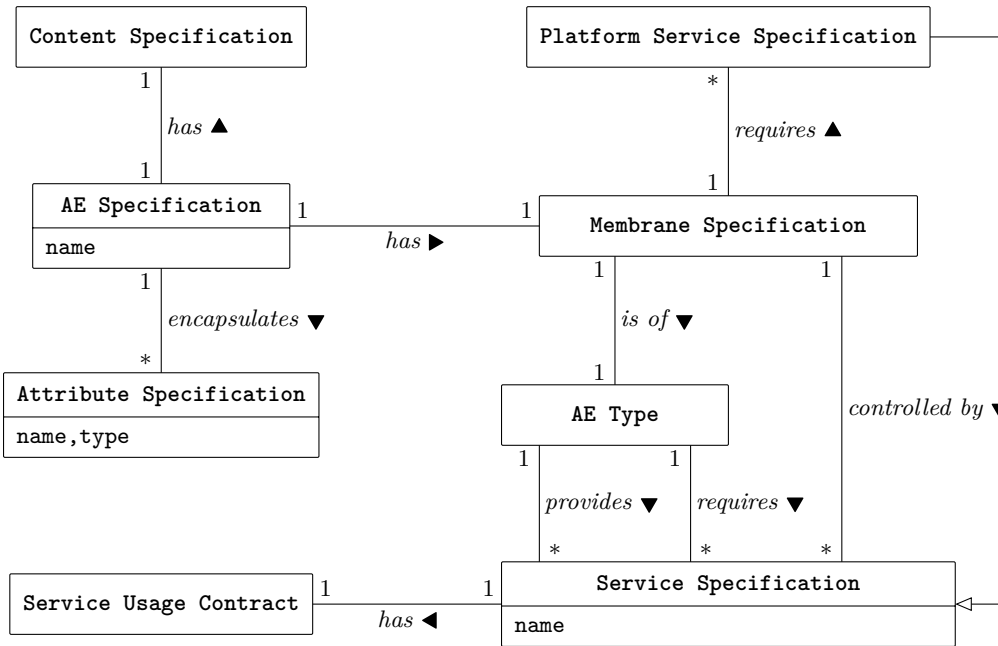 Content Specification
Platform Service Specification
1
*
has ▲
requires ▲
1
1
AE Specification
name
1
1
has ▶
Membrane Specification
1
1
1
encapsulates ▼
is of ▼
*
1
Attribute Specification
name,type
AE Type
controlled by ▼
1
1
provides ▼
requires ▼
*
*
*
Service Usage Contract
1
1
has ◀
Service Specification
name